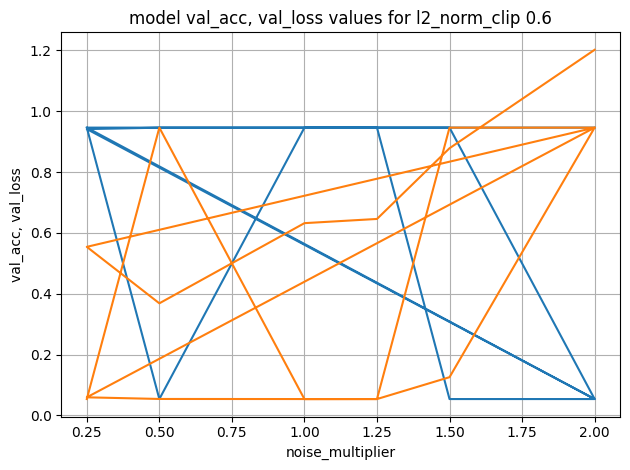 model val_acc, val_loss values for l2_norm_clip 0.6
1.2
1.0
0.8
0.6
0.4
0.2
0.0
val_acc, val_loss
0.25 0.50 0.75 1.00 1.25 1.50 1.75 2.00
noise_multiplier